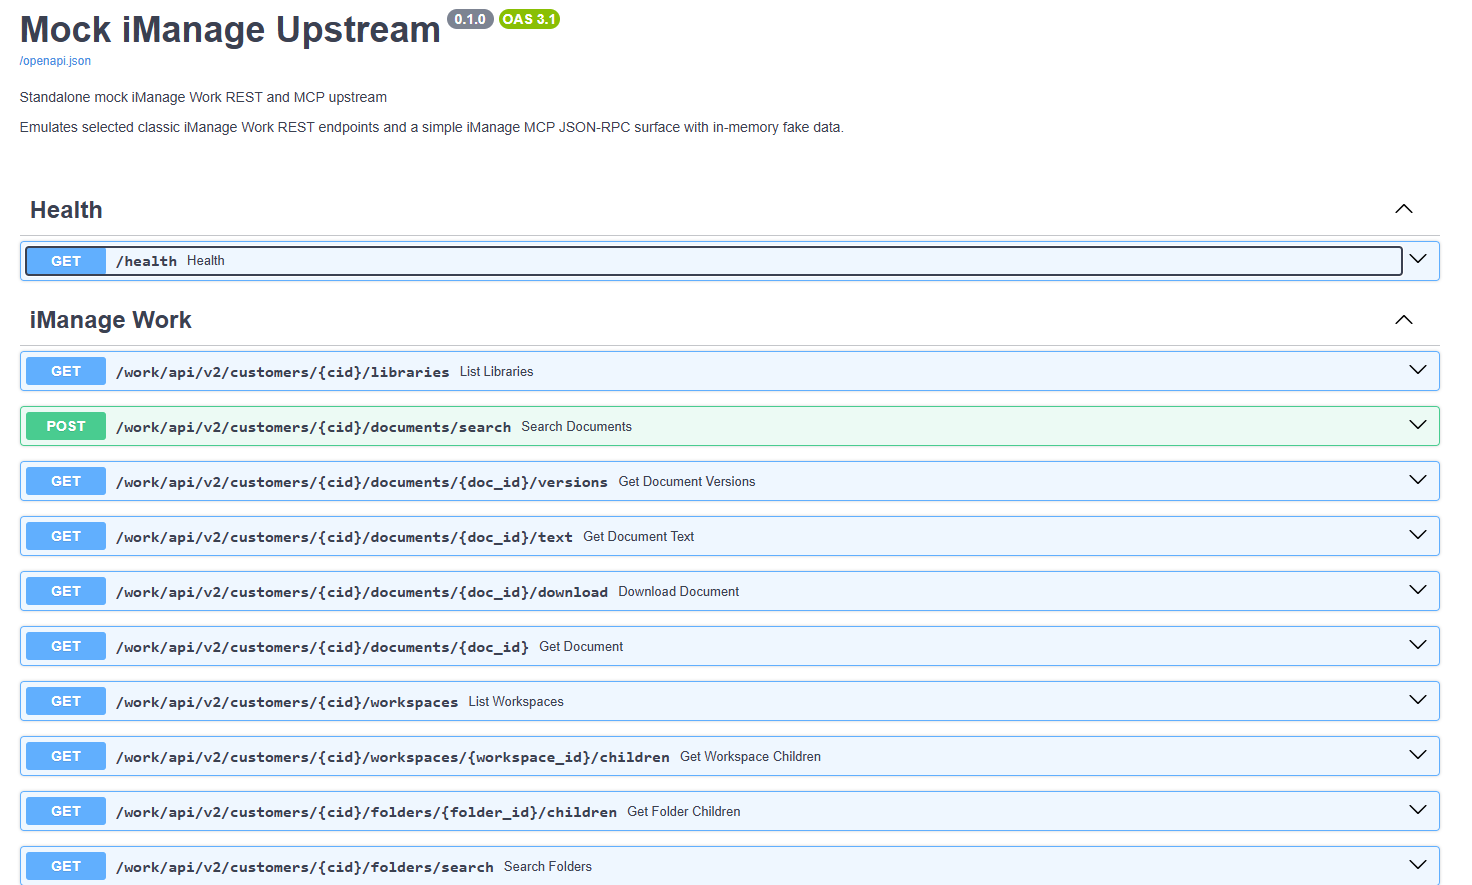 Mock iManage Upstream 0.1.0 OAS 3.1
/openapi.json
Standalone mock iManage Work REST and MCP upstream
Emulates selected classic iManage Work REST endpoints and a simple iManage MCP JSON-RPC surface with in-memory fake data.
Health
GET /health Health
iManage Work
GET /work/api/v2/customers/{cid}/libraries List Libraries
POST /work/api/v2/customers/{cid}/documents/search Search Documents
GET /work/api/v2/customers/{cid}/documents/{doc_id}/versions Get Document Versions
GET /work/api/v2/customers/{cid}/documents/{doc_id}/text Get Document Text
GET /work/api/v2/customers/{cid}/documents/{doc_id}/download Download Document
GET /work/api/v2/customers/{cid}/documents/{doc_id} Get Document
GET /work/api/v2/customers/{cid}/workspaces List Workspaces
GET /work/api/v2/customers/{cid}/workspaces/{workspace_id}/children Get Workspace Children
GET /work/api/v2/customers/{cid}/folders/{folder_id}/children Get Folder Children
GET /work/api/v2/customers/{cid}/folders/search Search Folders